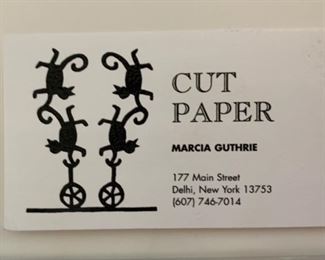 CUT
PAPER
MARCIA GUTHRIE
177 Main Street
Delhi, New York 13753
(607) 746-7014